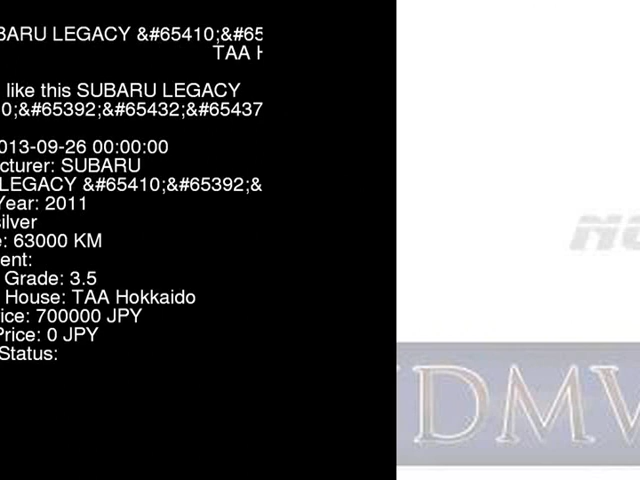 BARU LEGACY &#65410;&#65
TAA H
like this SUBARU LEGACY
0;&#65392;&#65432;&#65437
013-09-26 00:00:00
cturer: SUBARU
LEGACY &#65410;&#65392;&
Year: 2011
silver
e: 63000 KM
ent:
Grade: 3.5
House: TAA Hokkaido
ice: 700000 JPY
Price: 0 JPY
Status:
NO
DMV